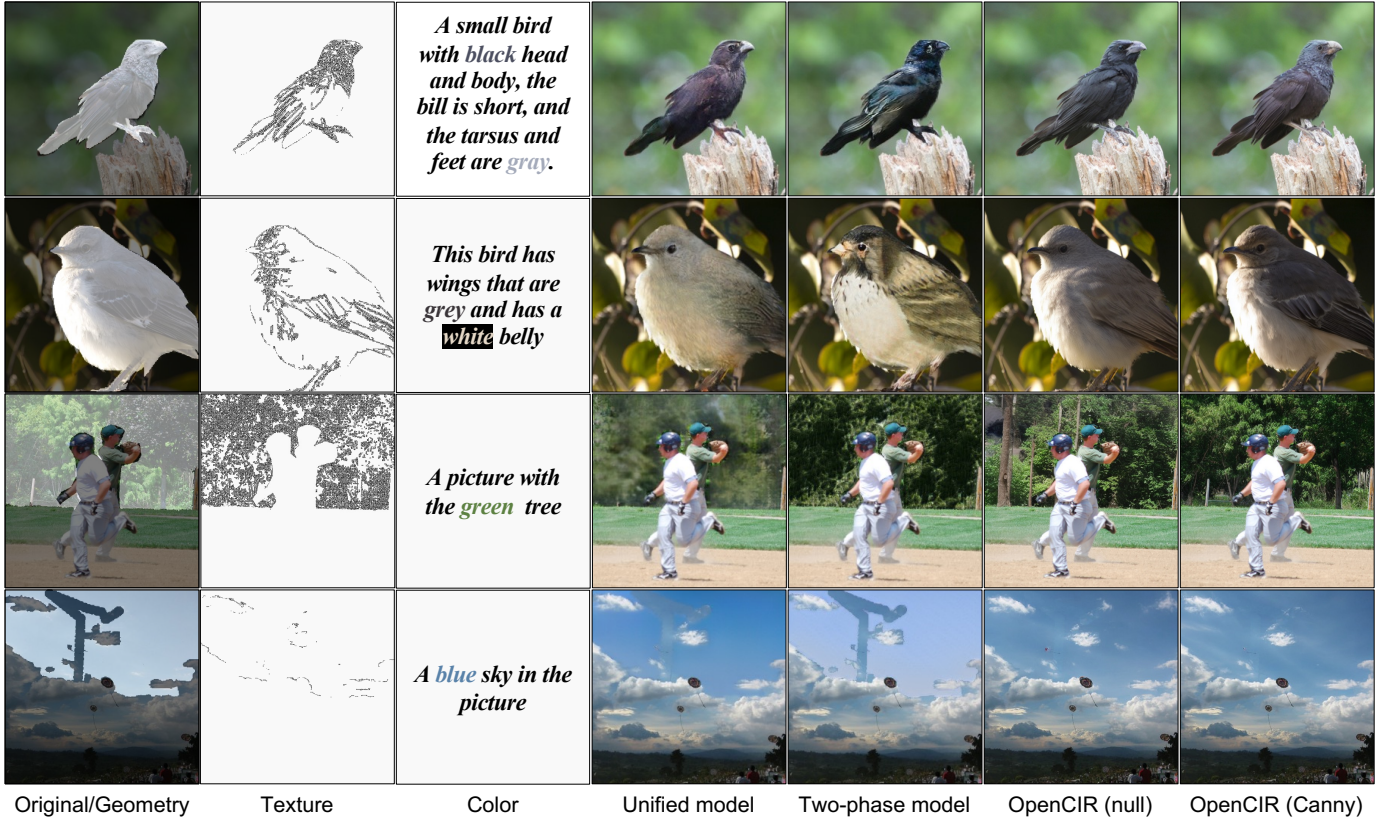 A small bird
with black head
and body, the
bill is short, and
the tarsus and
feet are gray.
This bird has
wings that are
grey and has a
white belly
A picture with
the green tree
A blue sky in the
picture
Original/Geometry
Texture
Color
Unified model
Two-phase model
OpenCIR (null)
OpenCIR (Canny)